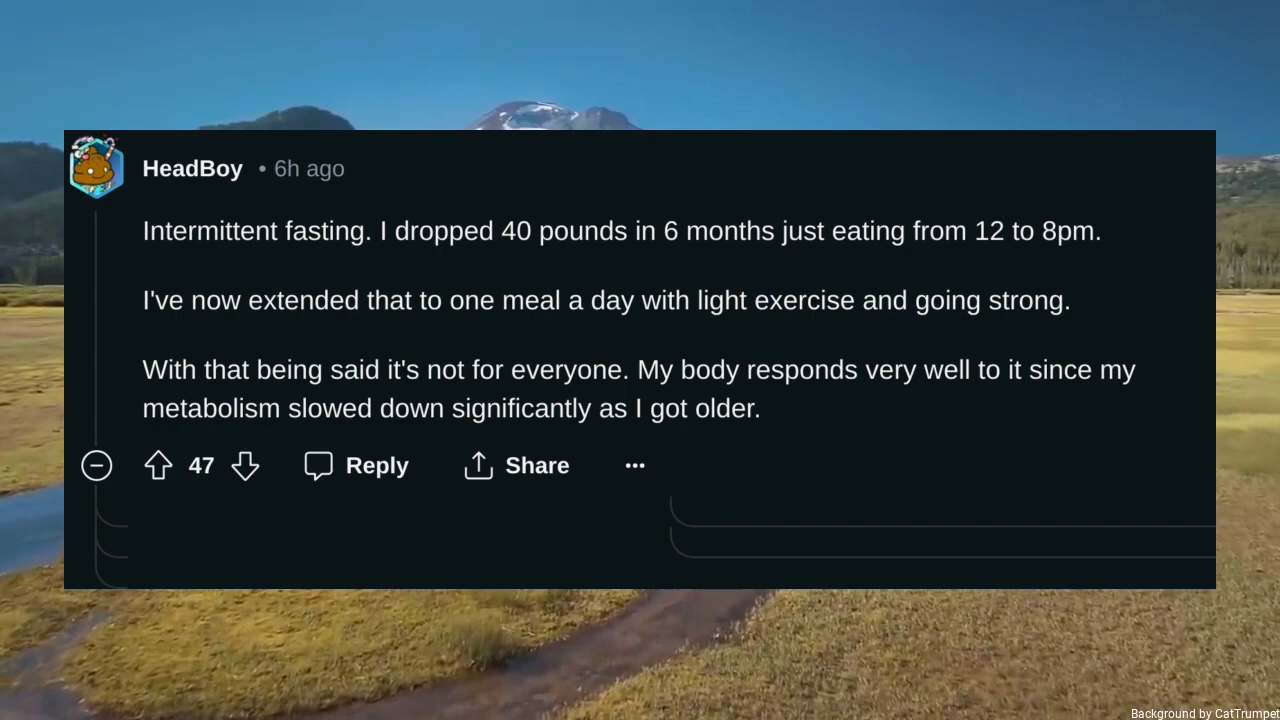 HeadBoy • 6h ago
Intermittent fasting. I dropped 40 pounds in 6 months just eating from 12 to 8pm.
I've now extended that to one meal a day with light exercise and going strong.
With that being said it's not for everyone. My body responds very well to it since my
metabolism slowed down significantly as I got older.
47 Reply Share ...
Background by CatTrumpet